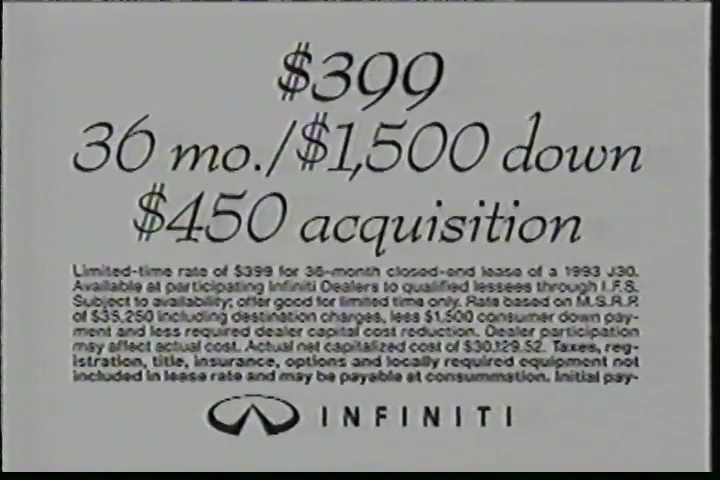 $399
36 mo./$1,500 down
$450 acquisition
Limited-time rate of $399 for 36-month closed-end lease of a 1993 J30.
Available at participating Infiniti Dealers to qualified lessees through I.F.S.
Subject to availability; offer good for limited time only. Rate based on M.S.R.P.
of $35,250 including destination charges, less $1,500 consumer down pay-
ment and less required dealer capital cost reduction. Dealer participation
may affect actual cost. Actual net capitalized cost of $30,129.52. Taxes, reg-
istration, title, insurance, options and locally required equipment not
included in lease rate and may be payable at consummation. Initial pay-
INFINITI